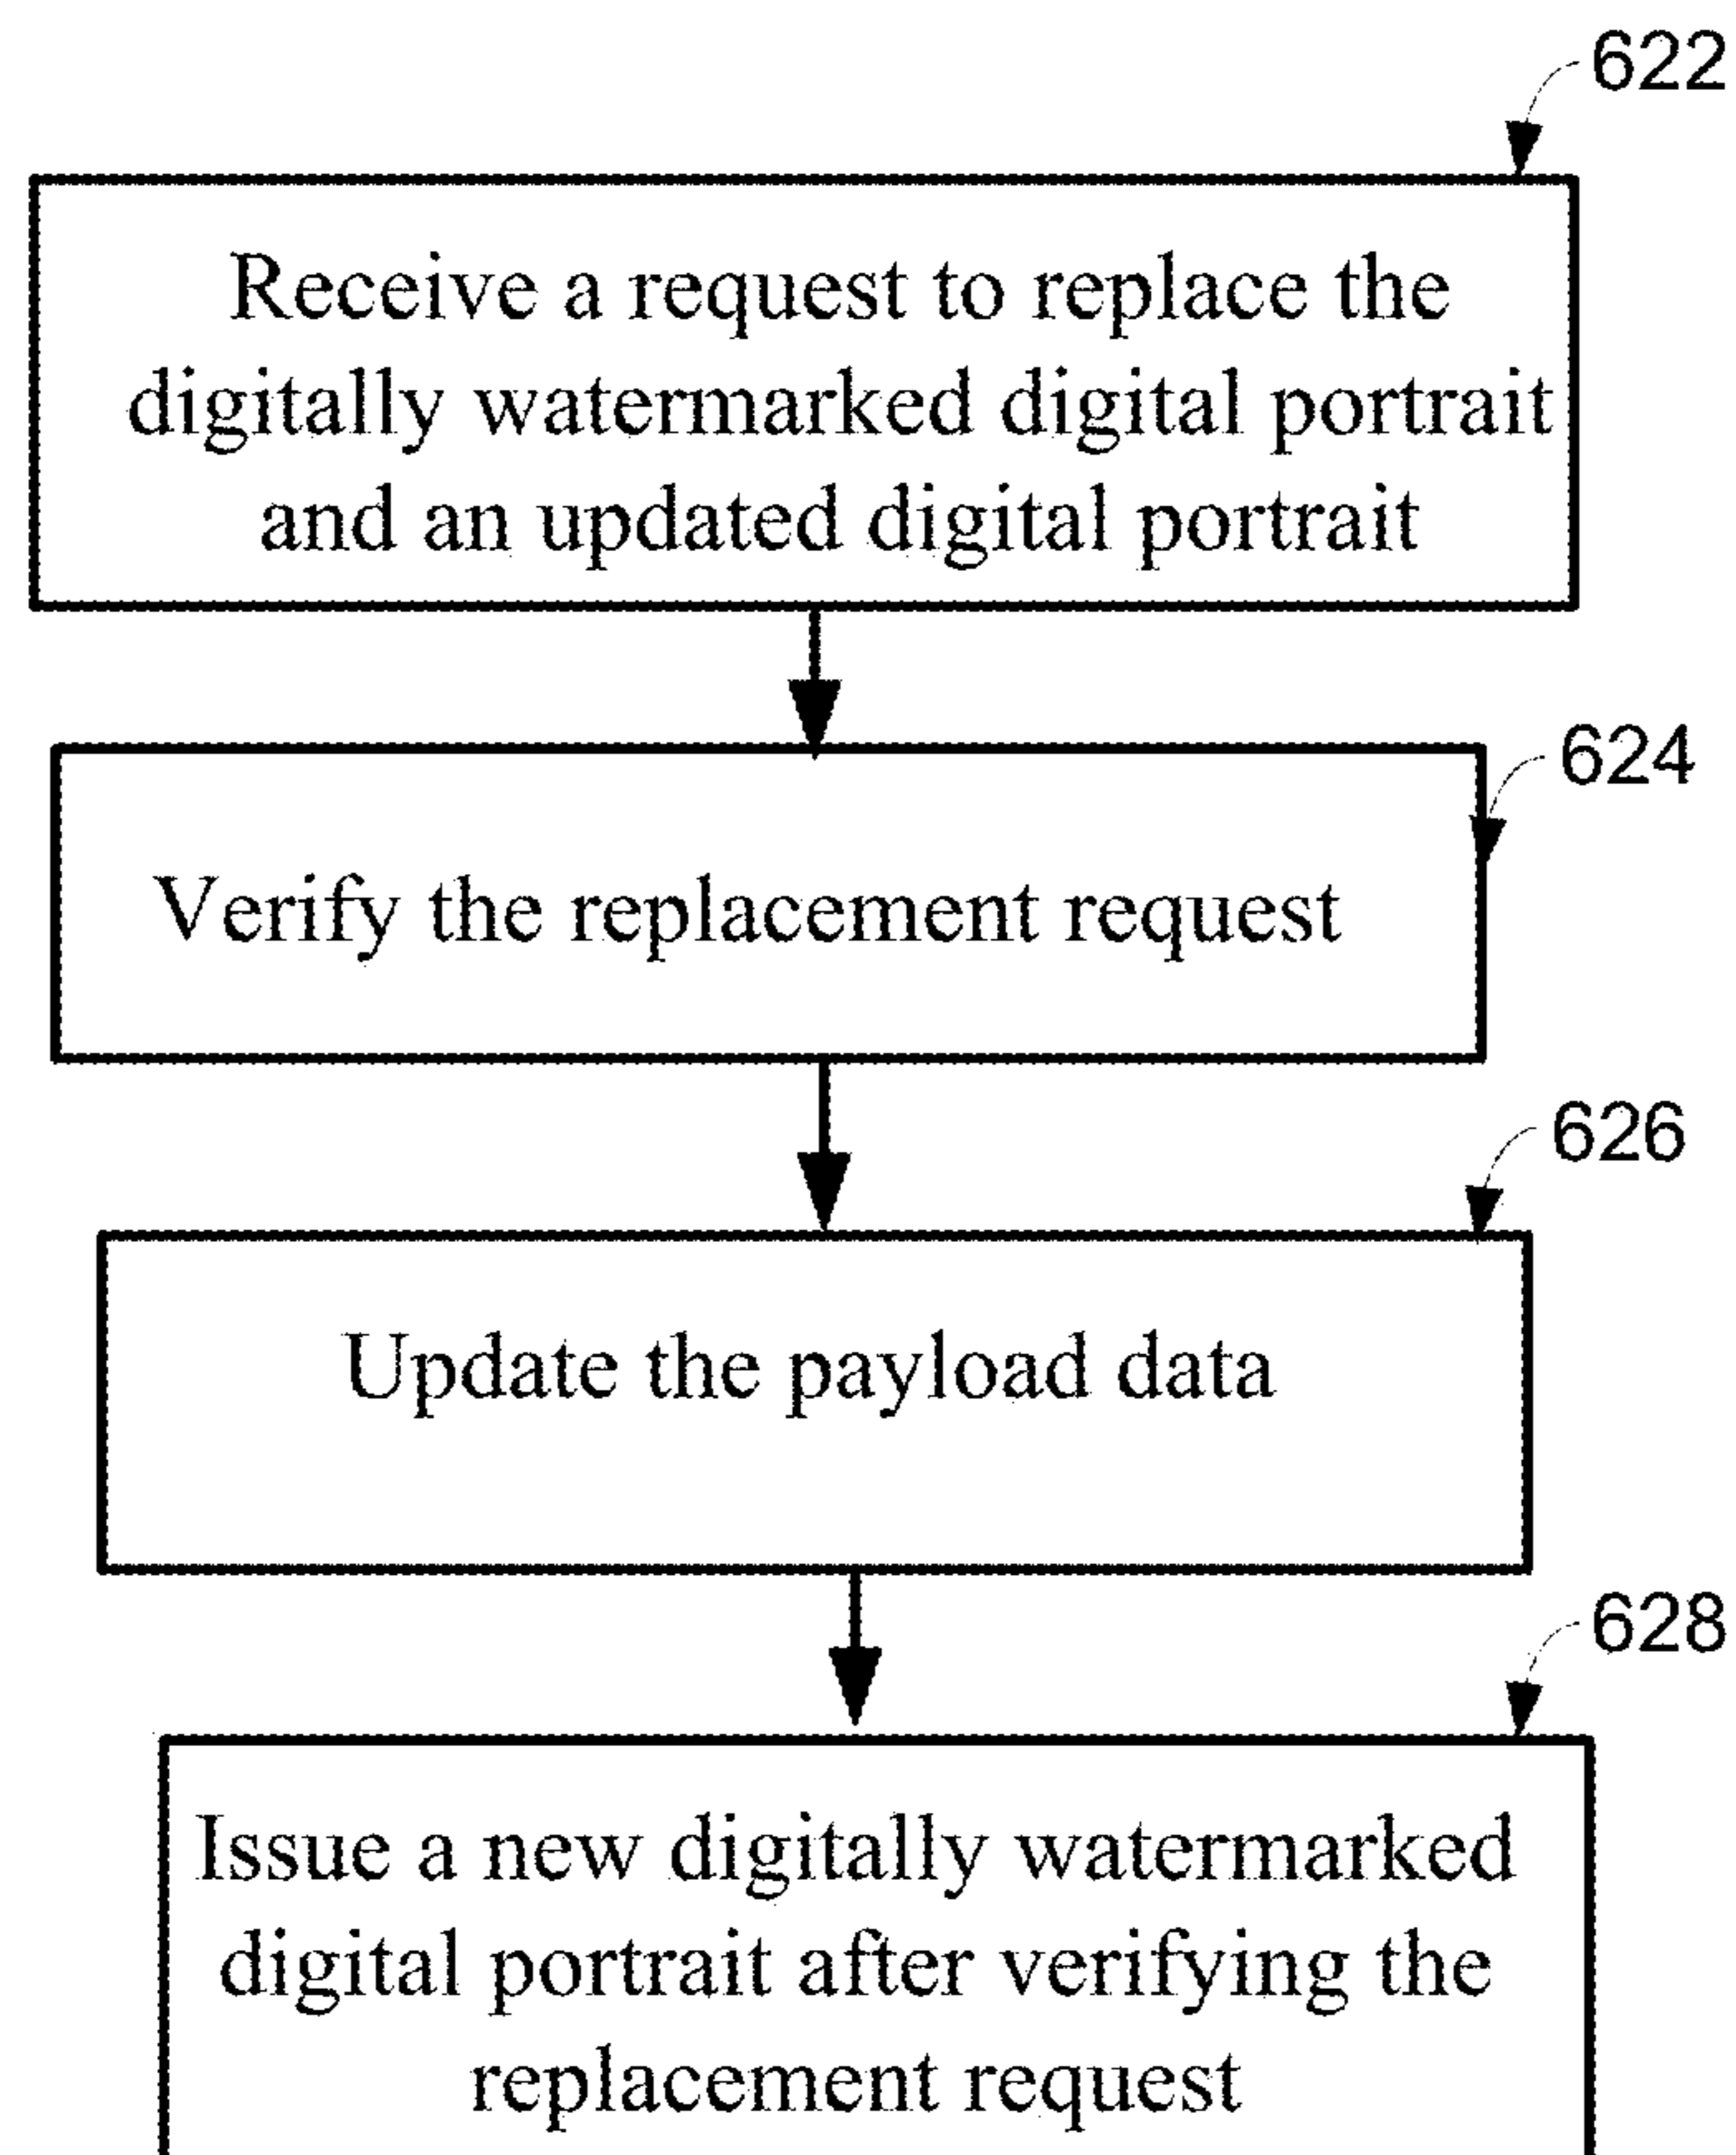 622
Receive a request to replace the
digitally watermarked digital portrait
and an updated digital portrait
624
Verify the replacement request
626
Update the payload data
628
Issue a new digitally watermarked
digital portrait after verifying the
replacement request